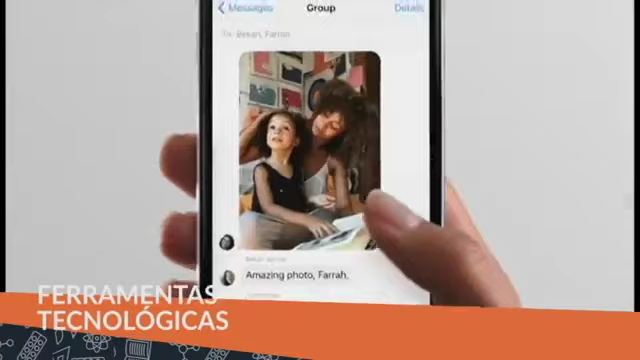 Messages
Group
Details
To: Bekah, Farrah
Amazing photo, Farrah.
FERRAMENTAS
TECNOLÓGICAS